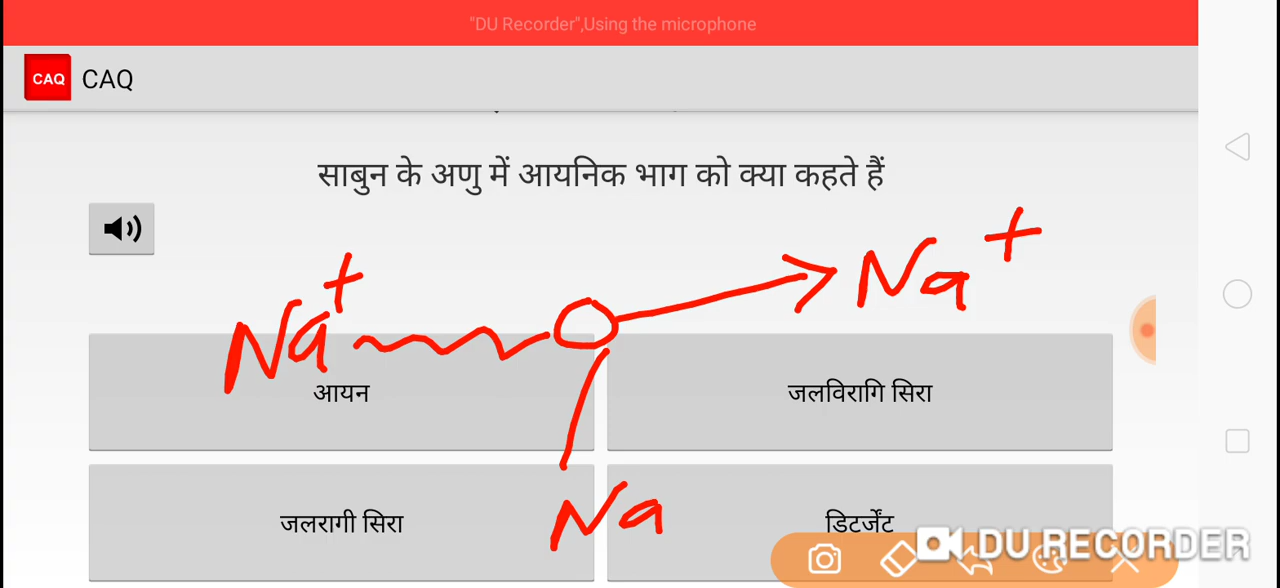 "DU Recorder",Using the microphone
CAQ CAQ
साबुन के अणु में आयनिक भाग को क्या कहते हैं
Na+ Na+
आयन जलविरागि सिरा
Na
जलरागी सिरा डिटर्जेंट
DU RECORDER